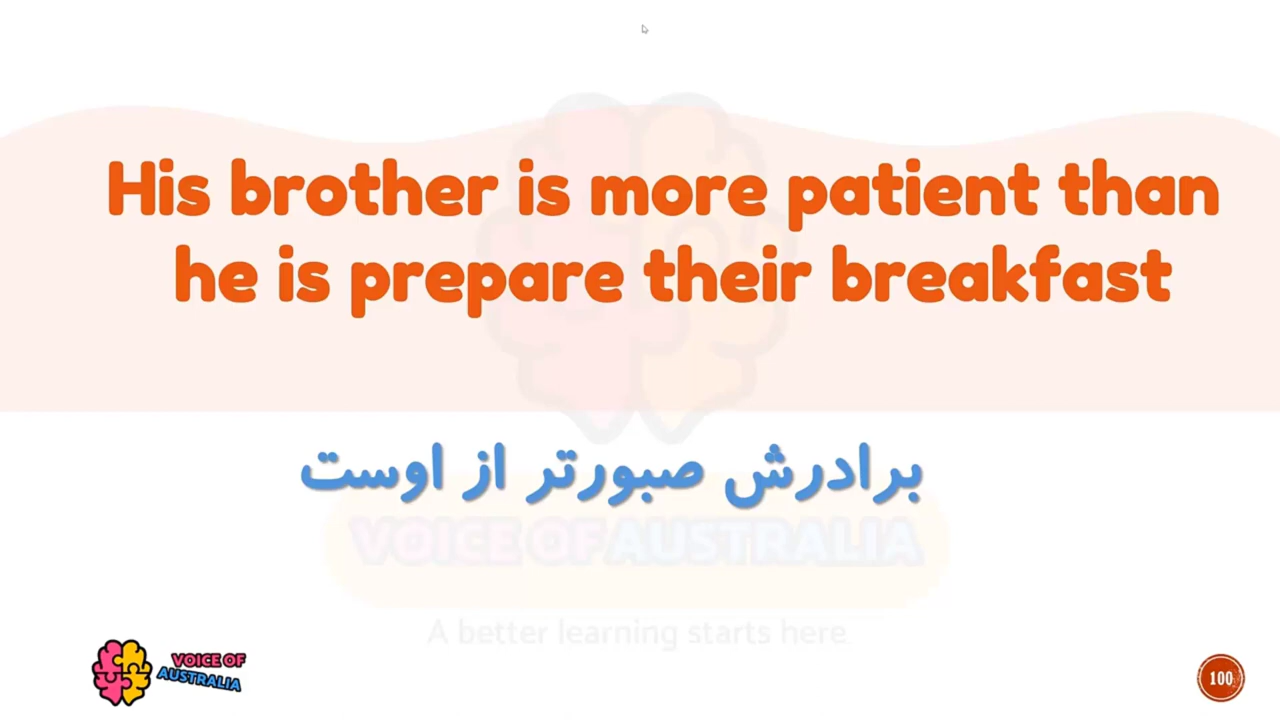 His brother is more patient than
he is prepare their breakfast
برادرش صبورتر از اوست
VOICE OF AUSTRALIA
A better learning starts here
VOICE OF
AUSTRALIA
100